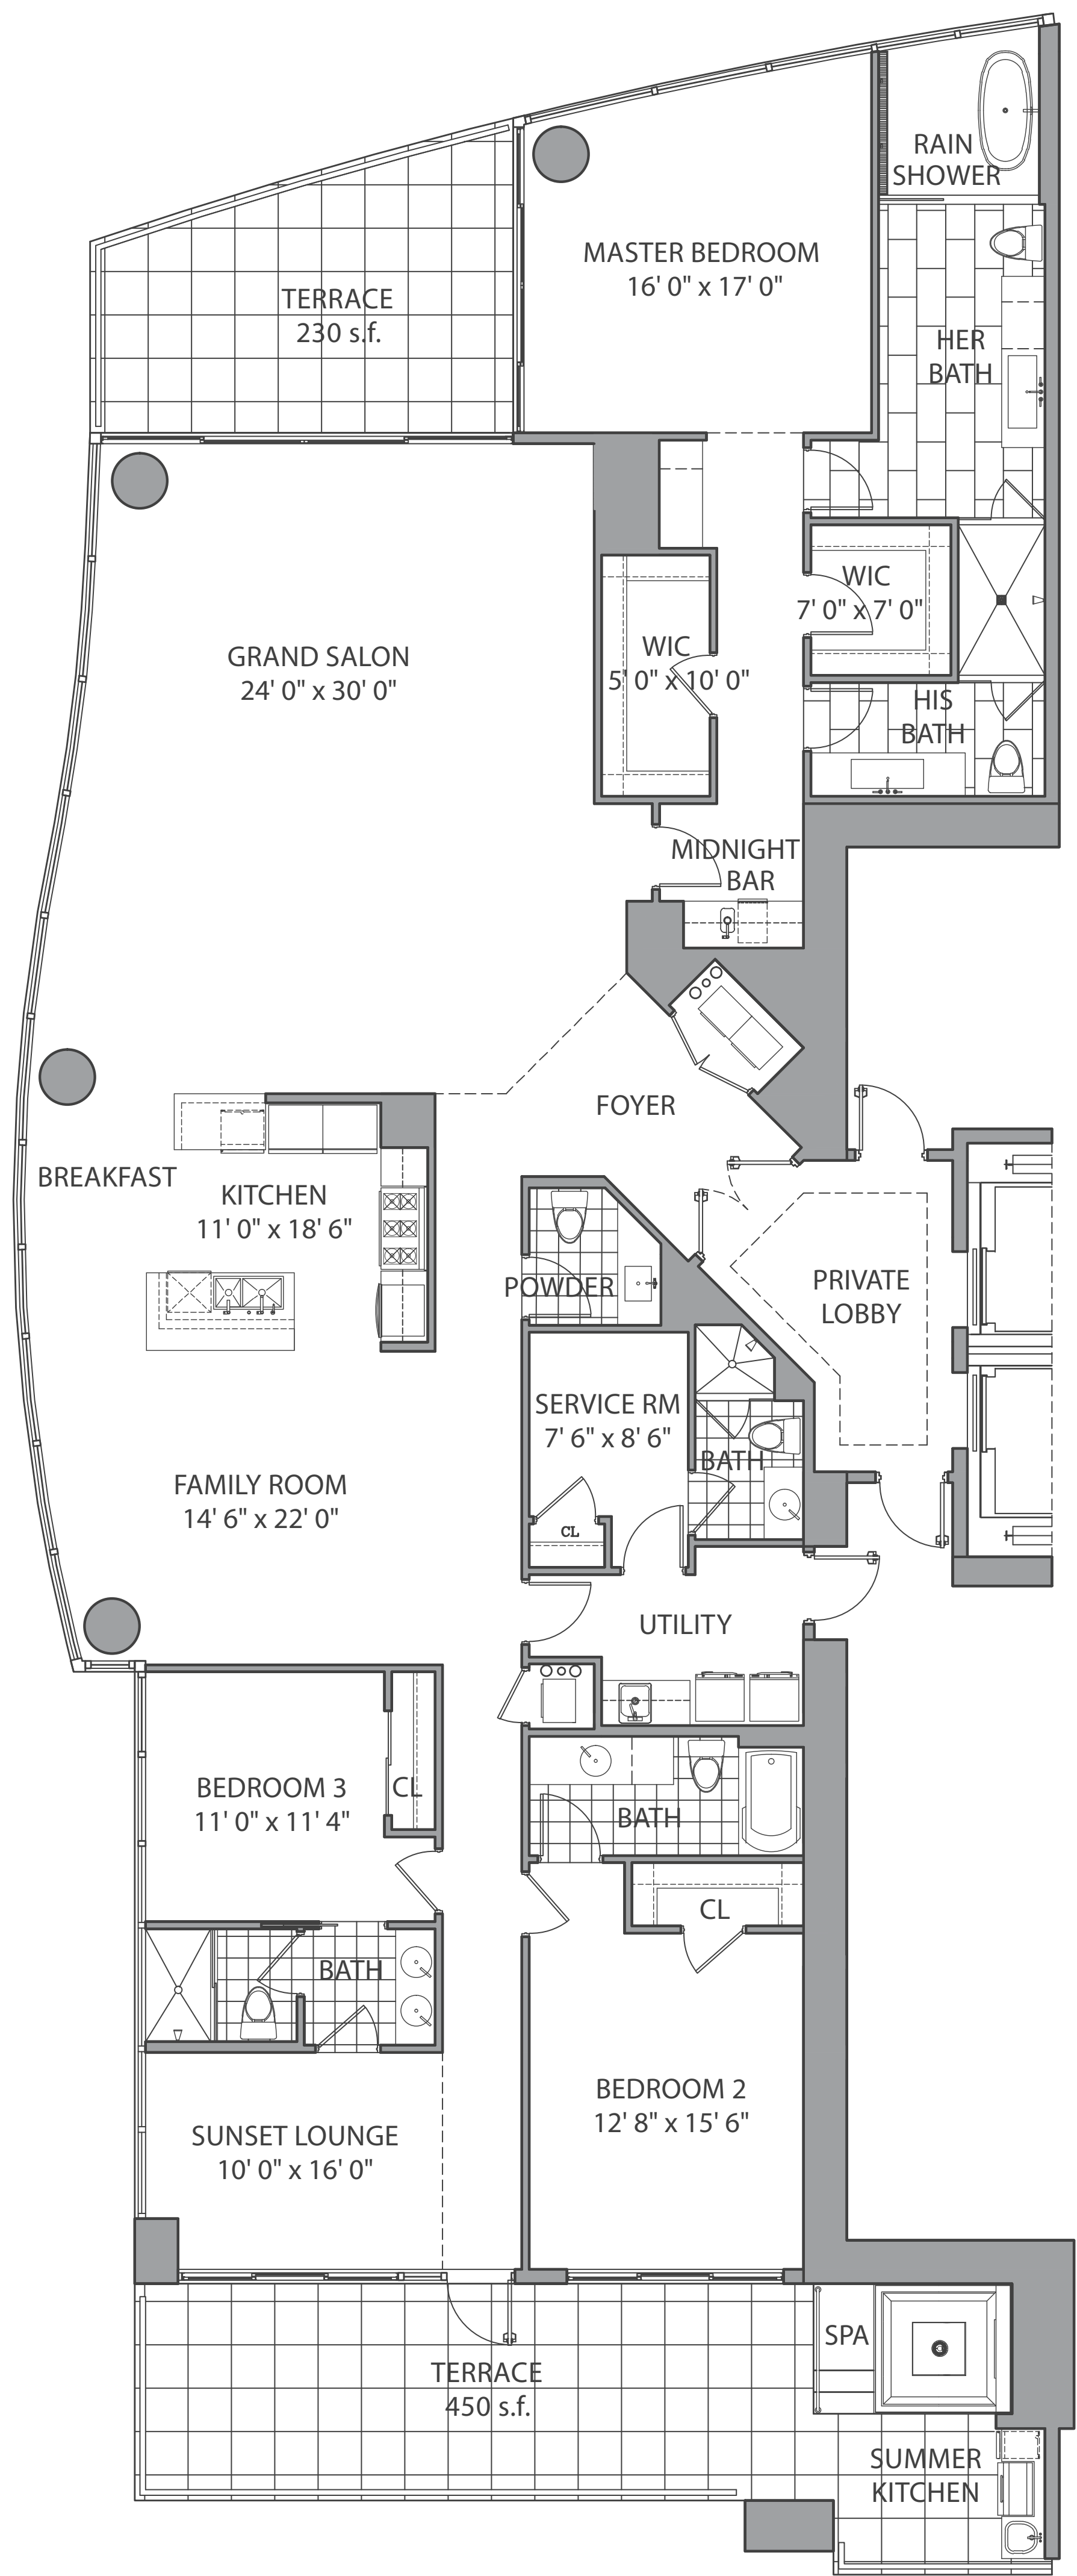 RAIN
SHOWER
MASTER BEDROOM
16' 0" x 17' 0"
TERRACE
230 s.f.
HER
BATH
WIC
7' 0" x 7' 0"
GRAND SALON
24' 0" x 30' 0"
WIC
5' 0" x 10' 0"
HIS
BATH
MIDNIGHT
BAR
FOYER
BREAKFAST
KITCHEN
11' 0" x 18' 6"
POWDER
PRIVATE
LOBBY
SERVICE RM
7' 6" x 8' 6"
BATH
FAMILY ROOM
14' 6" x 22' 0"
CL
UTILITY
BEDROOM 3
11' 0" x 11' 4"
CL
BATH
CL
BATH
BEDROOM 2
12' 8" x 15' 6"
SUNSET LOUNGE
10' 0" x 16' 0"
SPA
TERRACE
450 s.f.
SUMMER
KITCHEN